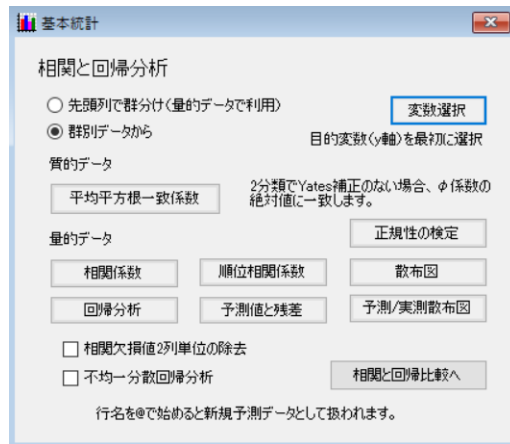 基本統計
相関と回帰分析
先頭列で群分け(量的データで利用)
変数選択
群別データから
目的変数(y軸)を最初に選択
質的データ
平均平方根一致係数
2分類でYates補正のない場合、φ係数の
絶対値に一致します。
量的データ
正規性の検定
相関係数
順位相関係数
散布図
回帰分析
予測値と残差
予測/実測散布図
相関欠損値2列単位の除去
不均一分散回帰分析
相関と回帰比較へ
行名を@で始めると新規予測データとして扱われます。